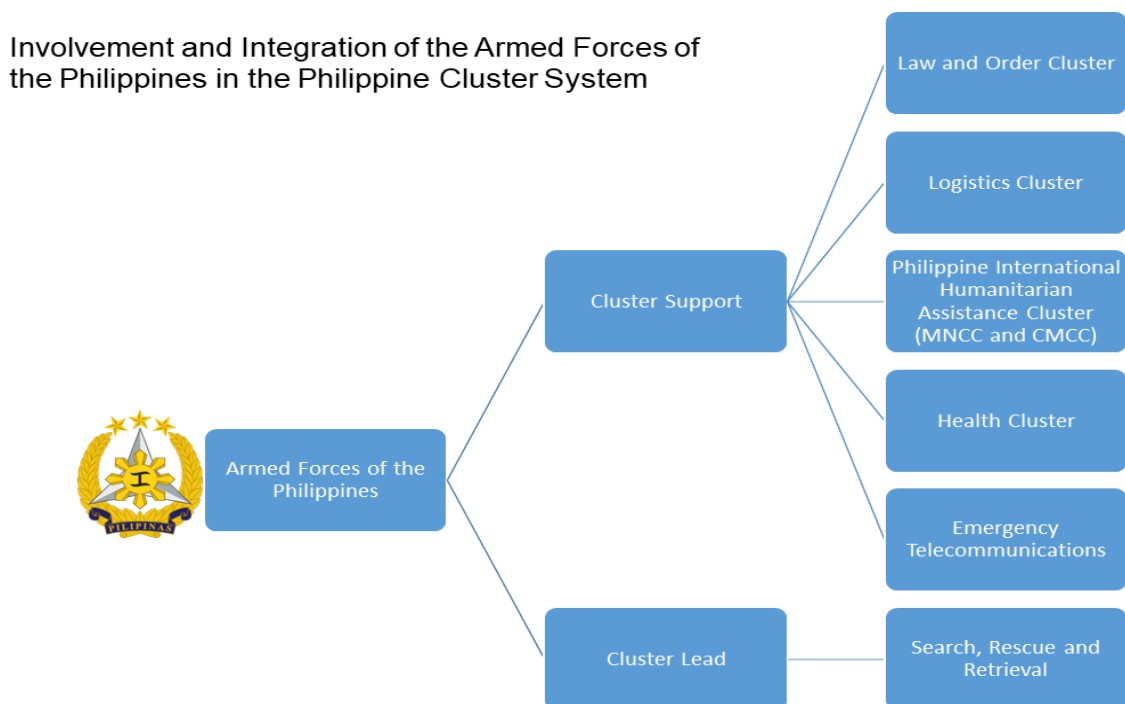 Involvement and Integration of the Armed Forces of
the Philippines in the Philippine Cluster System
Law and Order Cluster
Logistics Cluster
Philippine International
Humanitarian
Assistance Cluster
(MNCC and CMCC)
Cluster Support
Health Cluster
Armed Forces of the
Philippines
PILIPINAS
Emergency
Telecommunications
Cluster Lead
Search, Rescue and
Retrieval